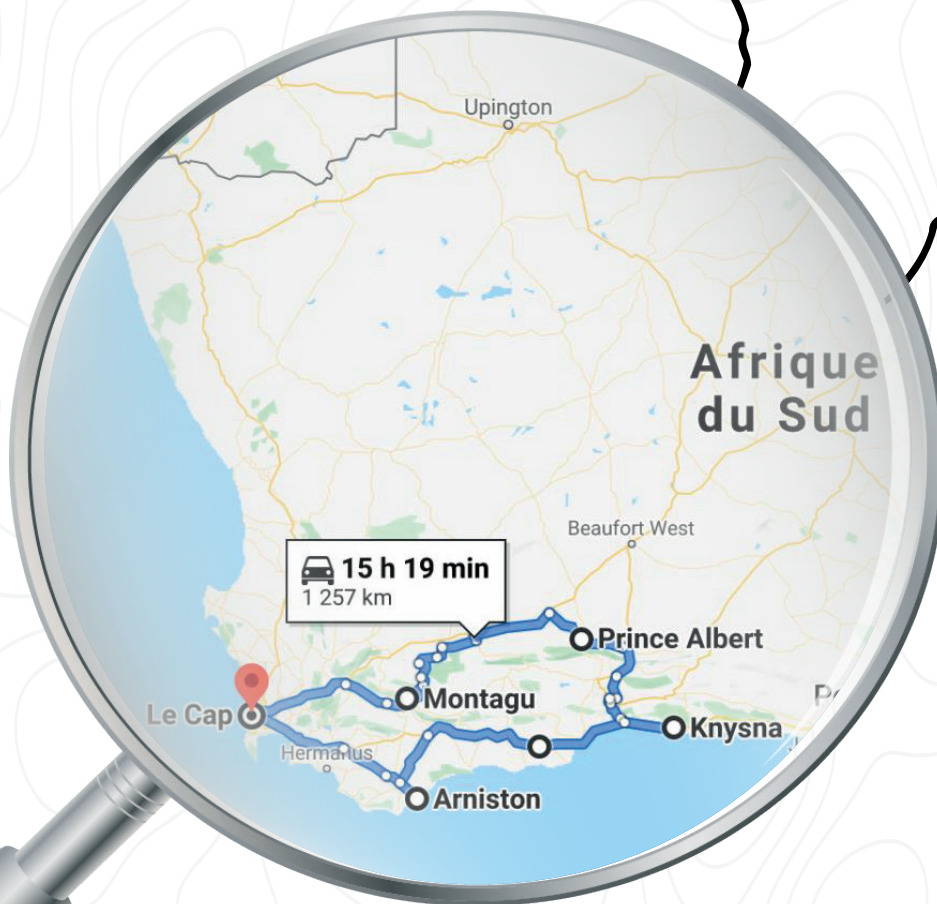 Upington
Afrique
du Sud
Beaufort West
15 h 19 min
1 257 km
Prince Albert
Montagu
Le Cap
Knysna
Hermanus
Arniston